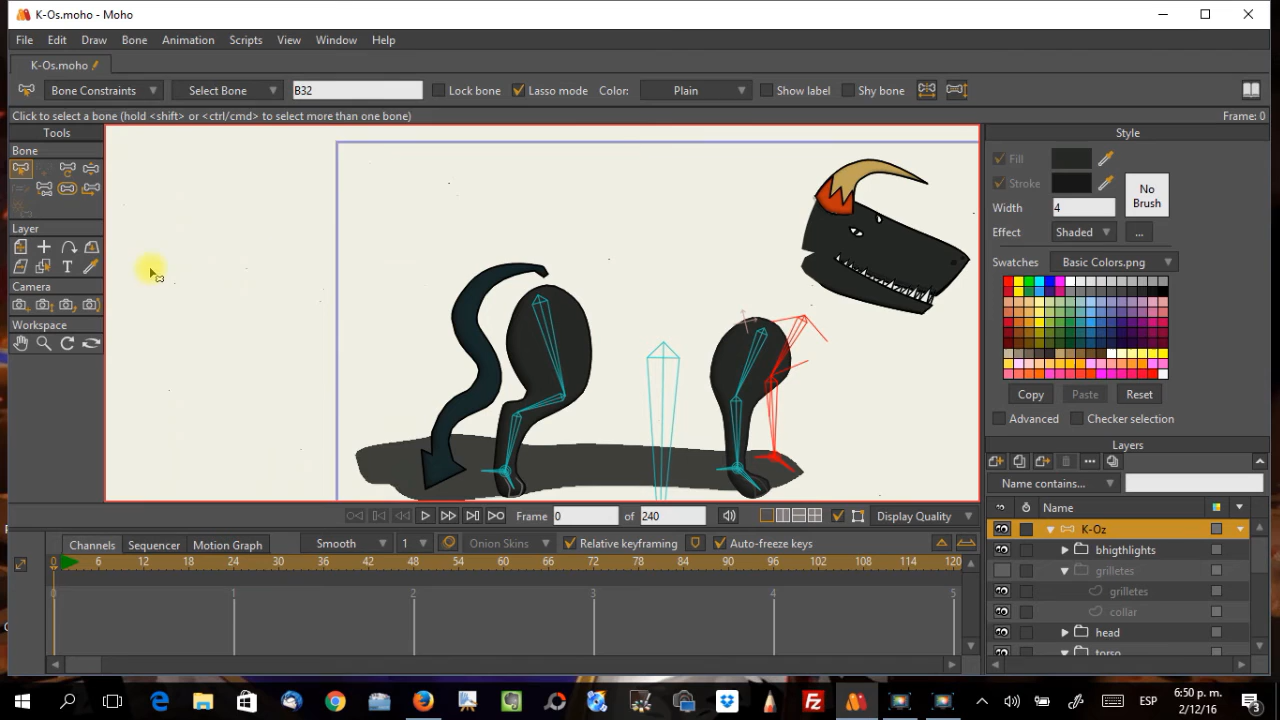 K-Os.moho - Moho
File Edit Draw Bone Animation Scripts View Window Help
K-Os.moho
Bone Constraints Select Bone B32 Lock bone Lasso mode Color: Plain Show label Shy bone
Click to select a bone (hold <shift> or <ctrl/cmd> to select more than one bone) Frame: 0
Tools Style
Bone
Fill
Stroke
No
Brush
Width 4
Layer
Effect Shaded ...
T
Swatches Basic Colors.png
Camera
Workspace
Copy Paste Reset
Advanced Checker selection
Layers
Name contains...
Name
Frame 0 of 240 Display Quality
K-Oz
Channels Sequencer Motion Graph Smooth 1 Onion Skins Relative keyframing Auto-freeze keys
bhigthlights
0 6 12 18 24 30 36 42 48 54 60 66 72 78 84 90 96 102 108 114 120
grilletes
0 1 2 3 4 5
grilletes
collar
head
torso
ESP
6:50 p. m.
2/12/16
3